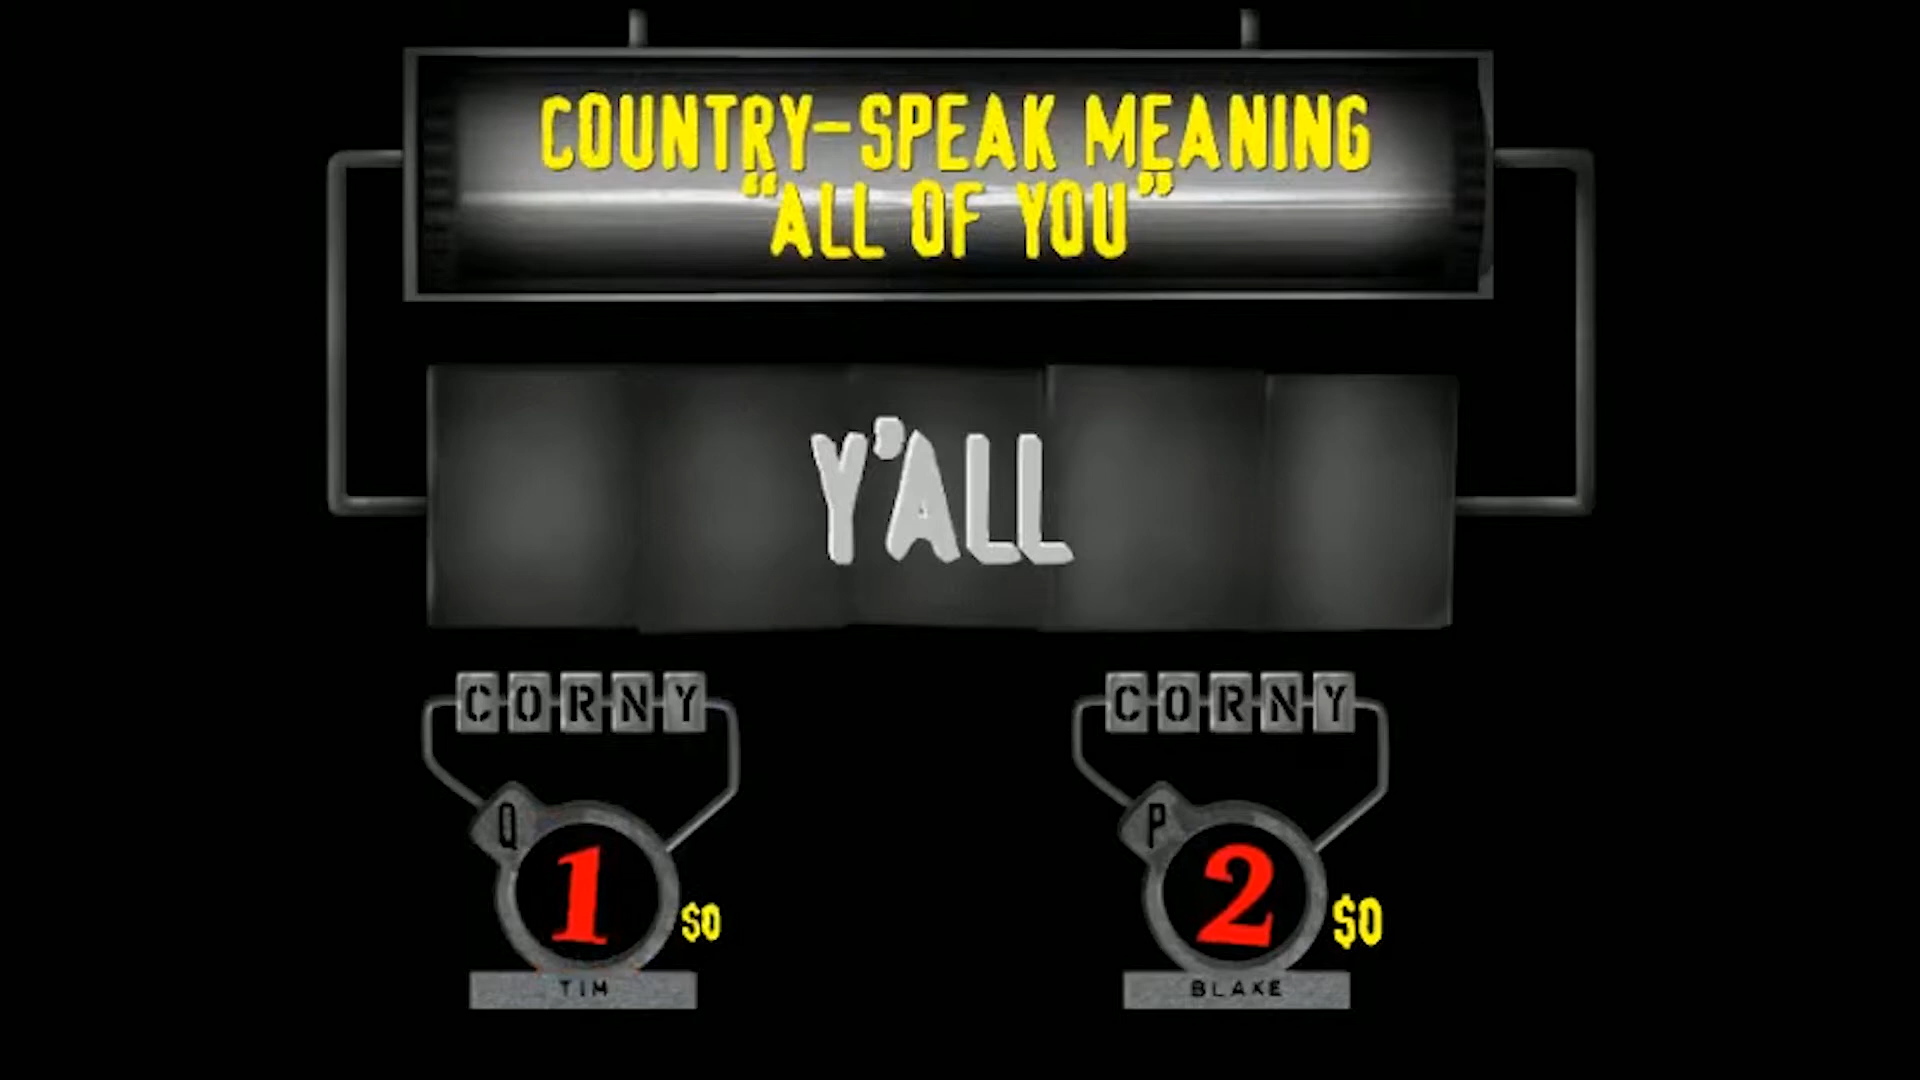 COUNTRY-SPEAK MEANING
“ALL OF YOU”
Y’ALL
CORNY
CORNY
Q
P
1
2
$0
$0
TIM
BLAKE